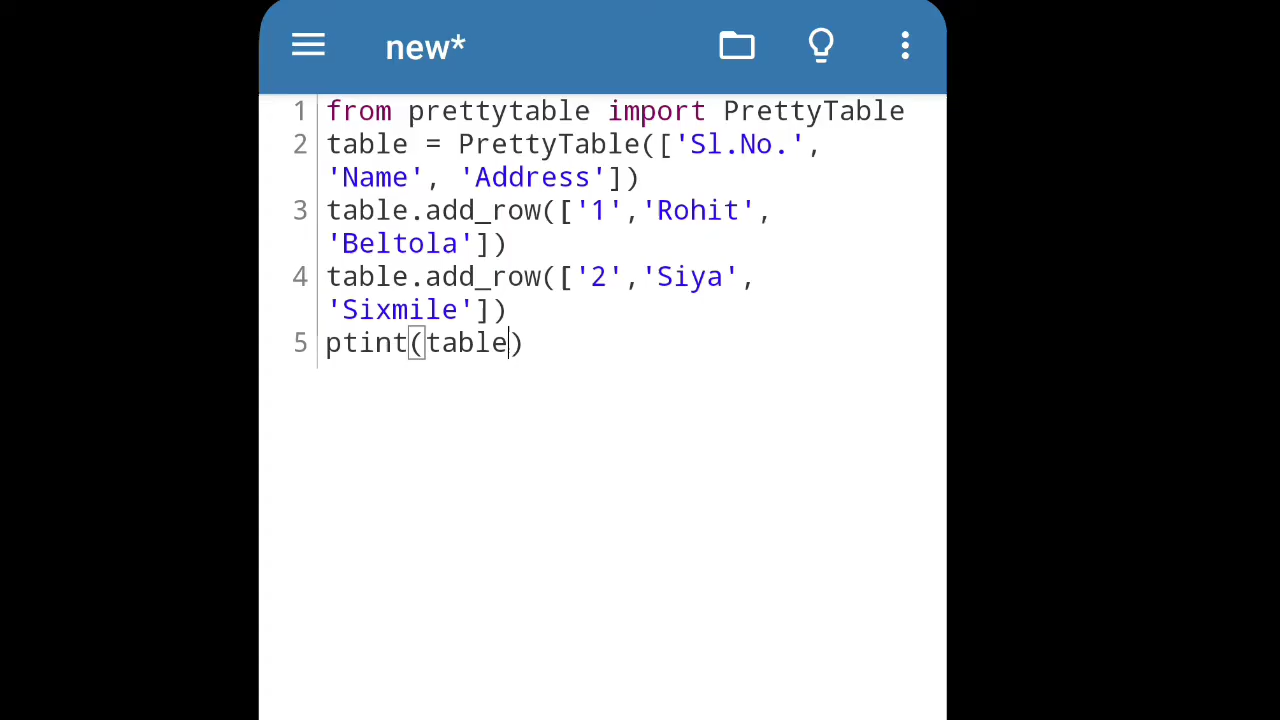 new*
1 from prettytable import PrettyTable
2 table = PrettyTable(['Sl.No.',
'Name', 'Address'])
3 table.add_row(['1','Rohit',
'Beltola'])
4 table.add_row(['2','Siya',
'Sixmile'])
5 ptint(table)